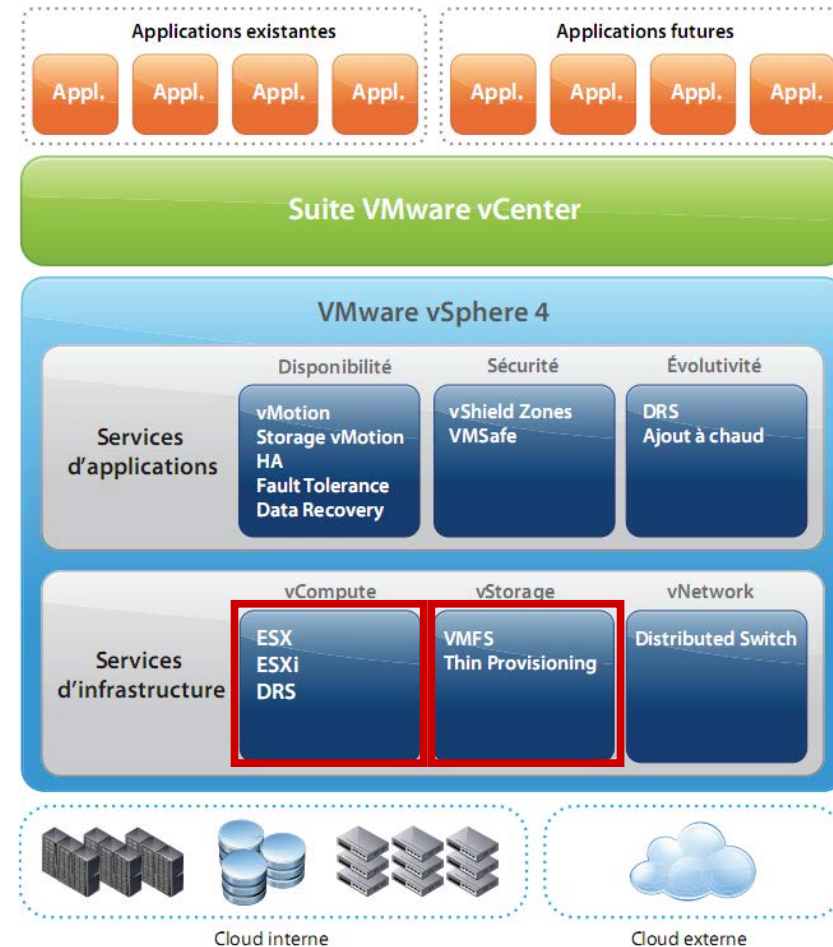 Applications existantes
Applications futures
Appl.
Appl.
Appl.
Appl.
Appl.
Appl.
Appl.
Appl.
Suite VMware vCenter
VMware vSphere 4
Services
d'applications
Disponibilité
vMotion
Storage vMotion
HA
Fault Tolerance
Data Recovery
Sécurité
vShield Zones
VMSafe
Évolutivité
DRS
Ajout à chaud
Services
d'infrastructure
vCompute
ESX
ESXi
DRS
vStorage
VMFS
Thin Provisioning
vNetwork
Distributed Switch
Cloud interne
Cloud externe